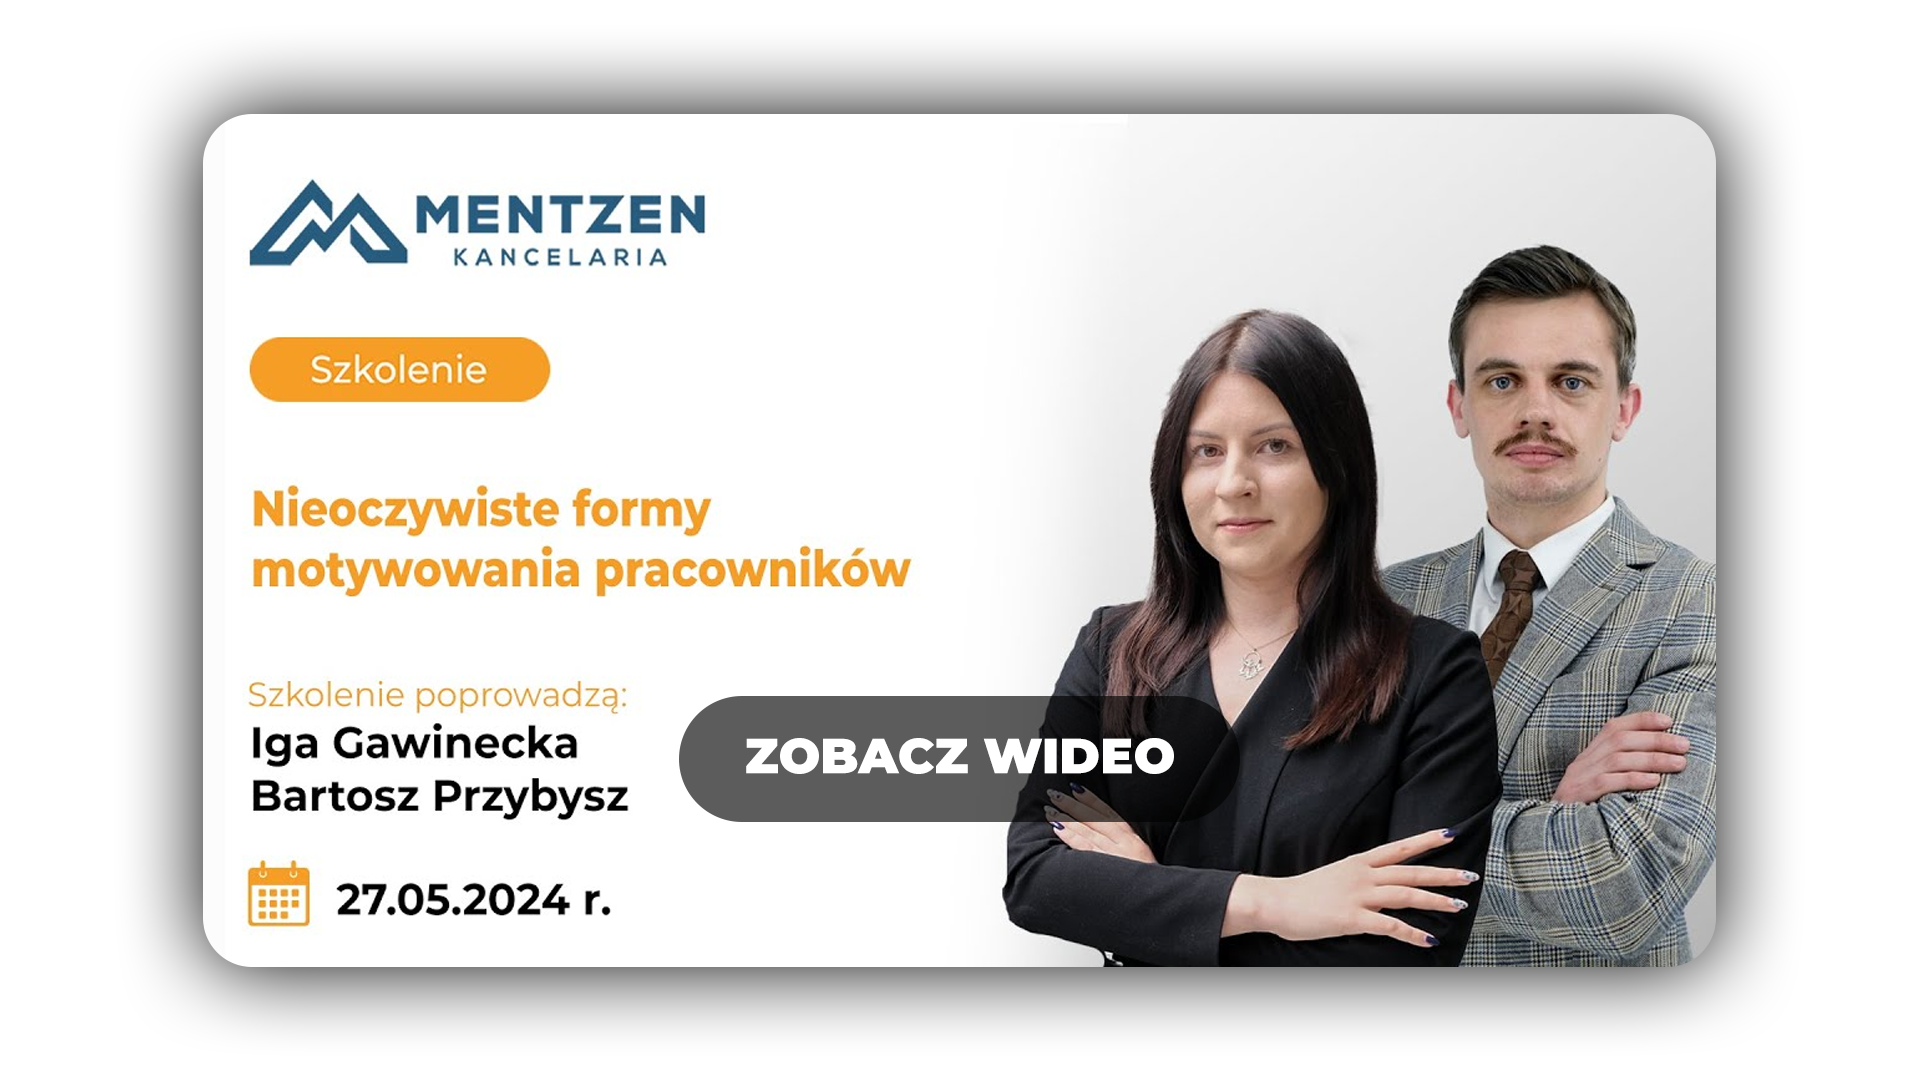 MENTZEN
KANCELARIA
Szkolenie
Nieoczywiste formy
motywowania pracowników
Szkolenie poprowadzą:
Iga Gawinecka
Bartosz Przybysz
ZOBACZ WIDEO
27.05.2024 r.